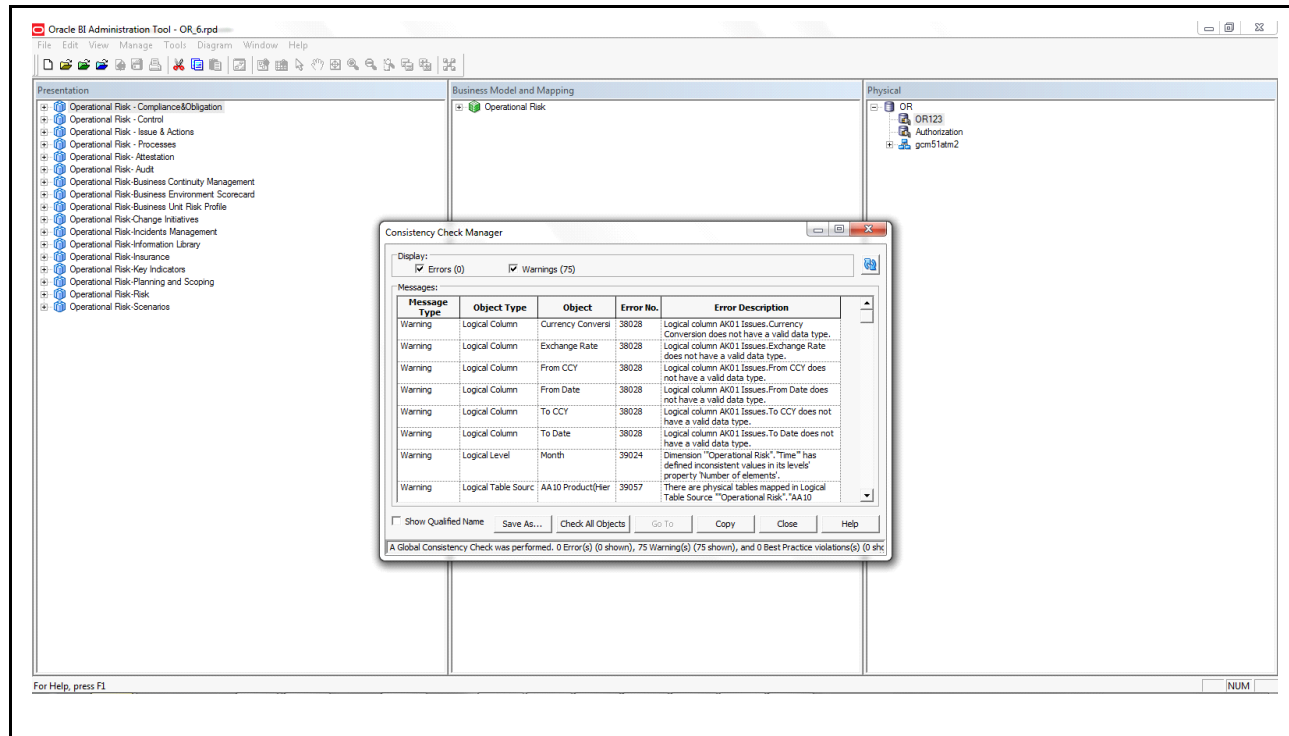 Oracle BI Administration Tool - OR_6.rpd
File Edit View Manage Tools Diagram Window Help
Presentation
Operational Risk - Compliance&Obligation
Operational Risk - Control
Operational Risk - Issue & Actions
Operational Risk - Processes
Operational Risk- Attestation
Operational Risk- Audit
Operational Risk-Business Continuity Management
Operational Risk-Business Environment Scorecard
Operational Risk-Business Unit Risk Profile
Operational Risk-Change Initiatives
Operational Risk-Incidents Management
Operational Risk-Information Library
Operational Risk-Insurance
Operational Risk-Key Indicators
Operational Risk-Planning and Scoping
Operational Risk-Risk
Operational Risk-Scenarios
Business Model and Mapping
Operational Risk
Physical
OR
OR123
Authorization
gcm51atm2
Consistency Check Manager
Display:
Errors (0) Warnings (75)
Messages:
Message Type Object Type Object Error No. Error Description
Warning Logical Column Currency Conversi 38028 Logical column AK01 Issues.Currency
Conversion does not have a valid data type.
Warning Logical Column Exchange Rate 38028 Logical column AK01 Issues.Exchange Rate
does not have a valid data type.
Warning Logical Column From CCY 38028 Logical column AK01 Issues.From CCY does
not have a valid data type.
Warning Logical Column From Date 38028 Logical column AK01 Issues.From Date does
not have a valid data type.
Warning Logical Column To CCY 38028 Logical column AK01 Issues.To CCY does not
have a valid data type.
Warning Logical Column To Date 38028 Logical column AK01 Issues.To Date does not
have a valid data type.
Warning Logical Level Month 39024 Dimension '"Operational Risk"."Time"' has
defined inconsistent values in its levels'
property 'Number of elements'.
Warning Logical Table Sourc AA10 Product(Hier 39057 There are physical tables mapped in Logical
Table Source '"Operational Risk"."AA10
Show Qualified Name Save As... Check All Objects Go To Copy Close Help
A Global Consistency Check was performed. 0 Error(s) (0 shown), 75 Warning(s) (75 shown), and 0 Best Practice violations(s) (0 sho
For Help, press F1
NUM